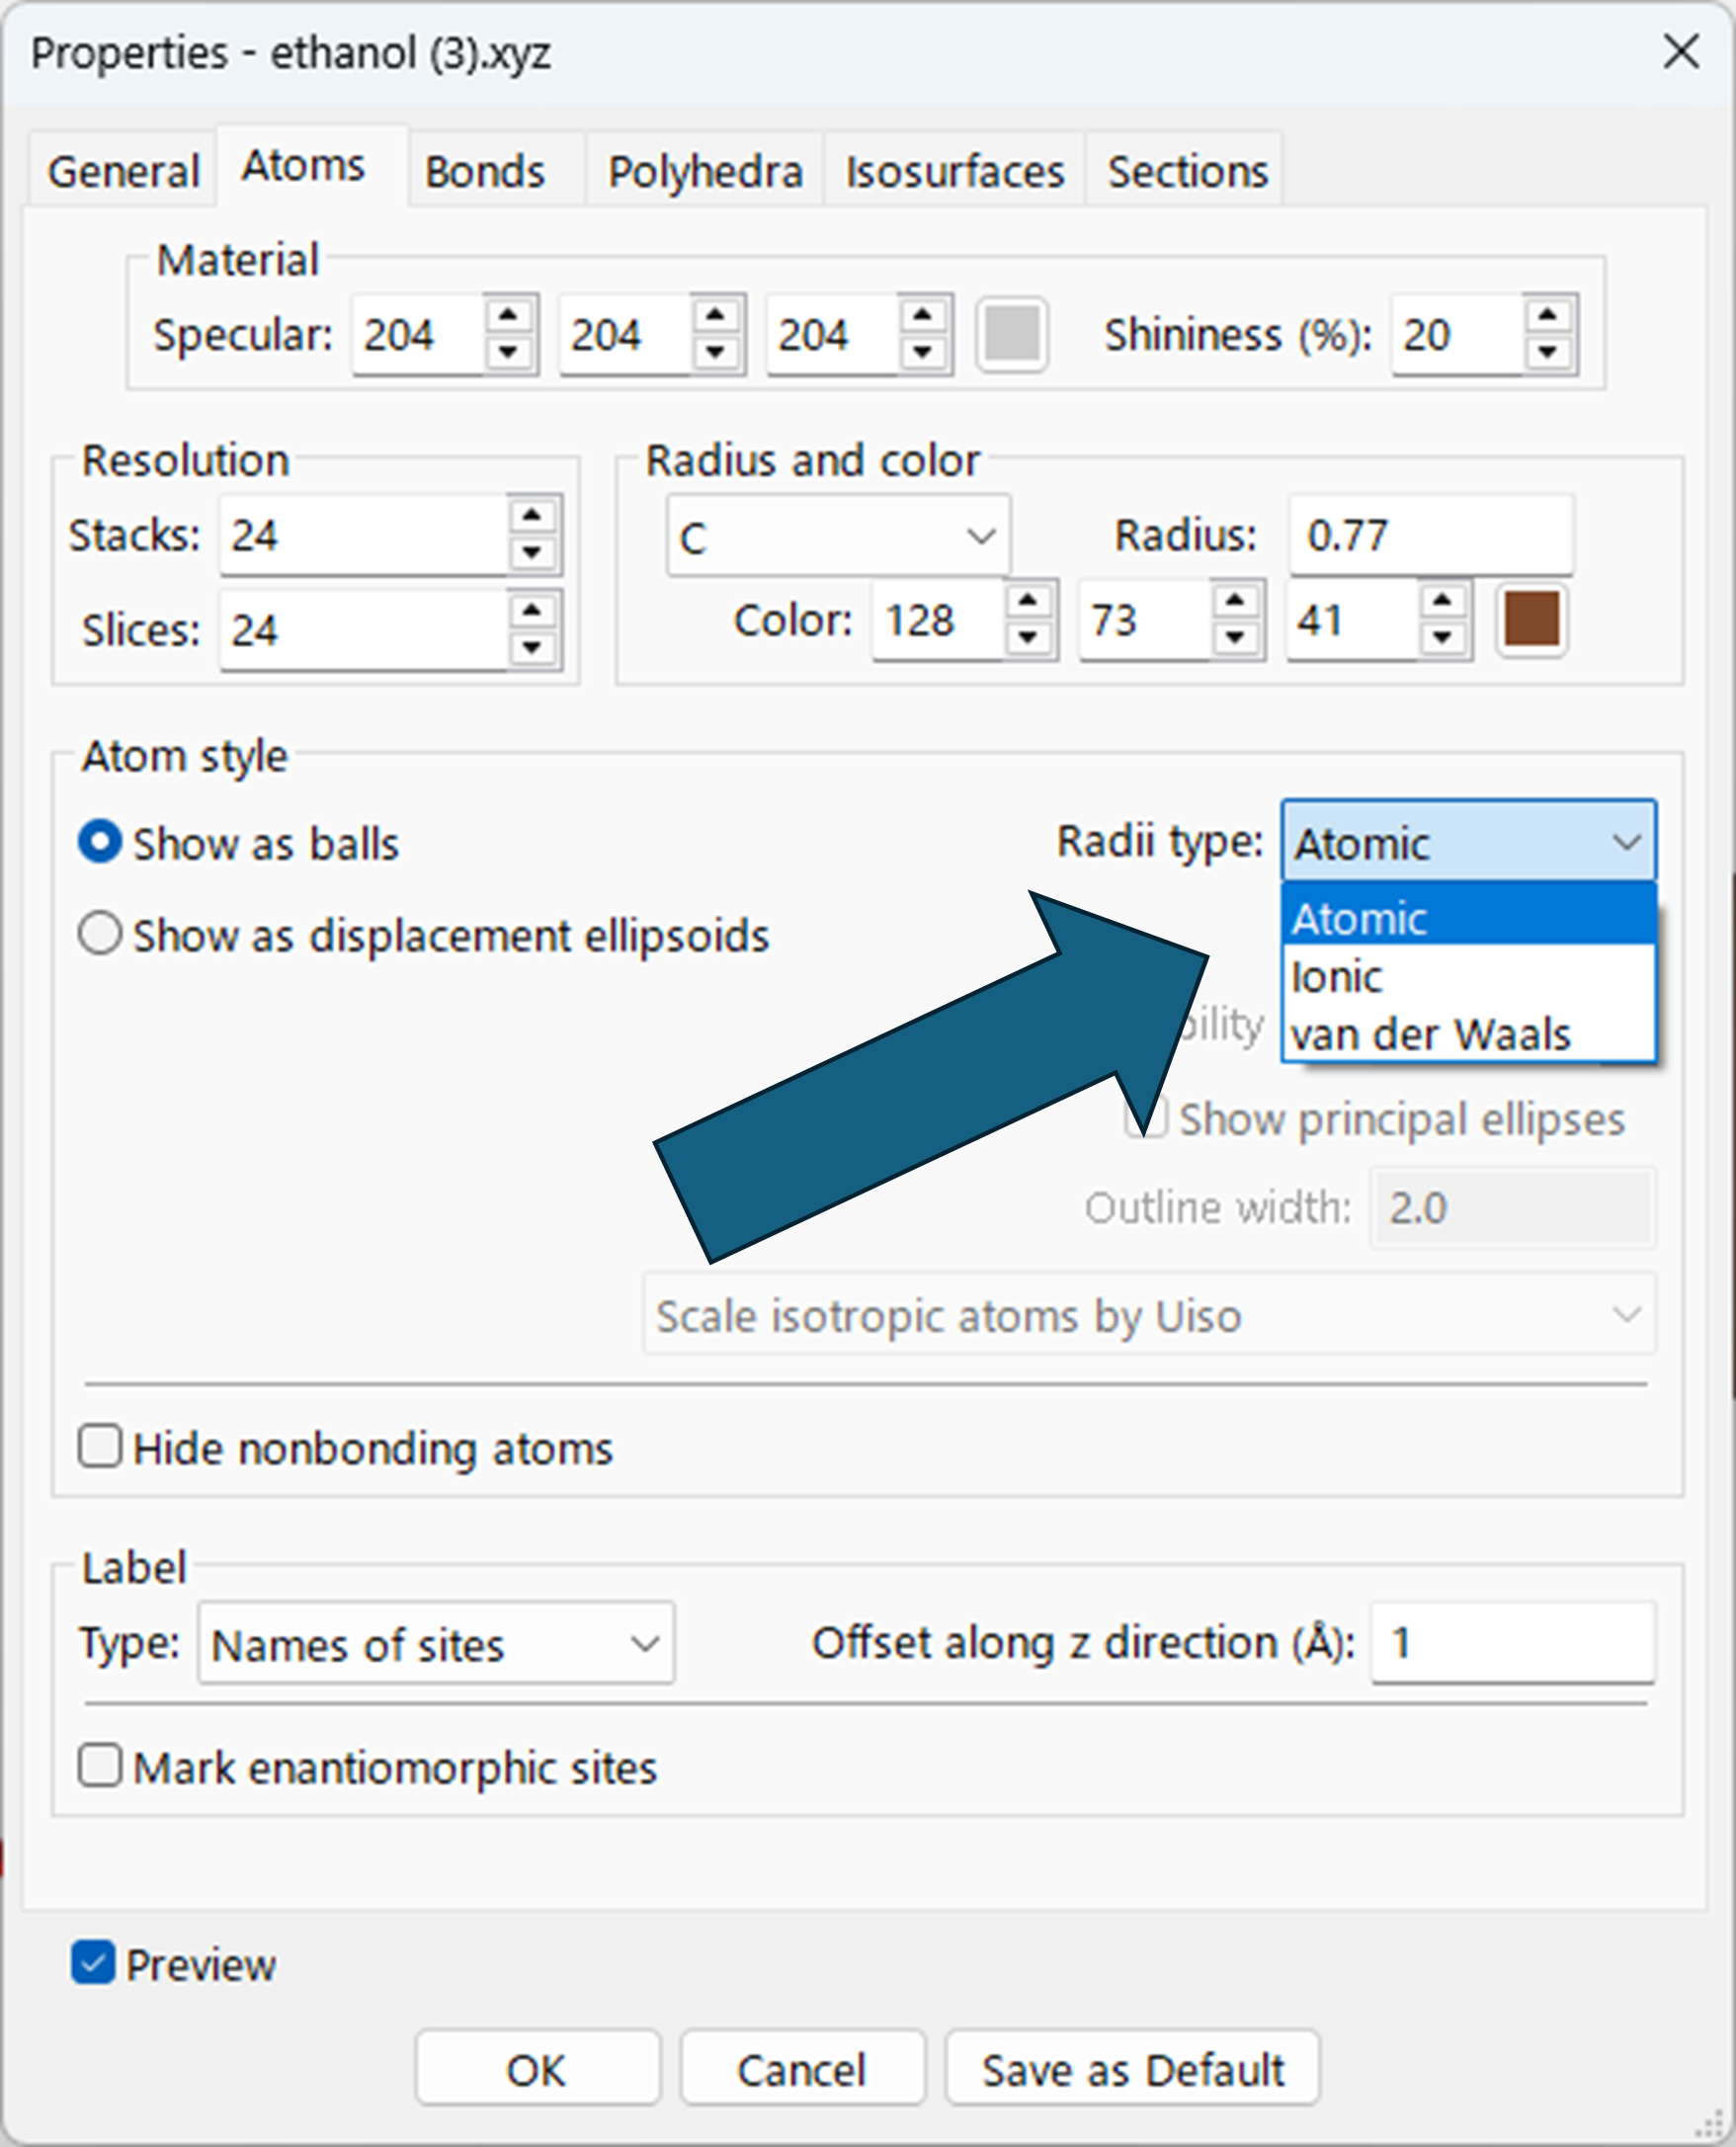 Properties - ethanol (3).xyz
General Atoms Bonds Polyhedra Isosurfaces Sections
Material
Specular: 204 204 204 Shininess (%): 20
Resolution
Stacks: 24
Slices: 24
Radius and color
C Radius: 0.77
Color: 128 73 41
Atom style
Show as balls
Radii type: Atomic
Atomic
Show as displacement ellipsoids
Ionic
van der Waals
Show principal ellipses
Outline width: 2.0
Scale isotropic atoms by Uiso
Hide nonbonding atoms
Label
Type: Names of sites Offset along z direction (Å): 1
Mark enantiomorphic sites
Preview
OK Cancel Save as Default